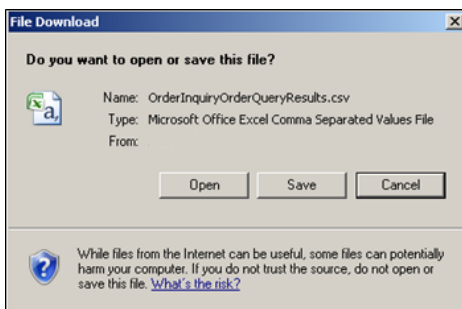 File Download
Do you want to open or save this file?
Name: OrderInquiryOrderQueryResults.csv
Type: Microsoft Office Excel Comma Separated Values File
From:
Open Save Cancel
While files from the Internet can be useful, some files can potentially
harm your computer. If you do not trust the source, do not open or
save this file. What's the risk?